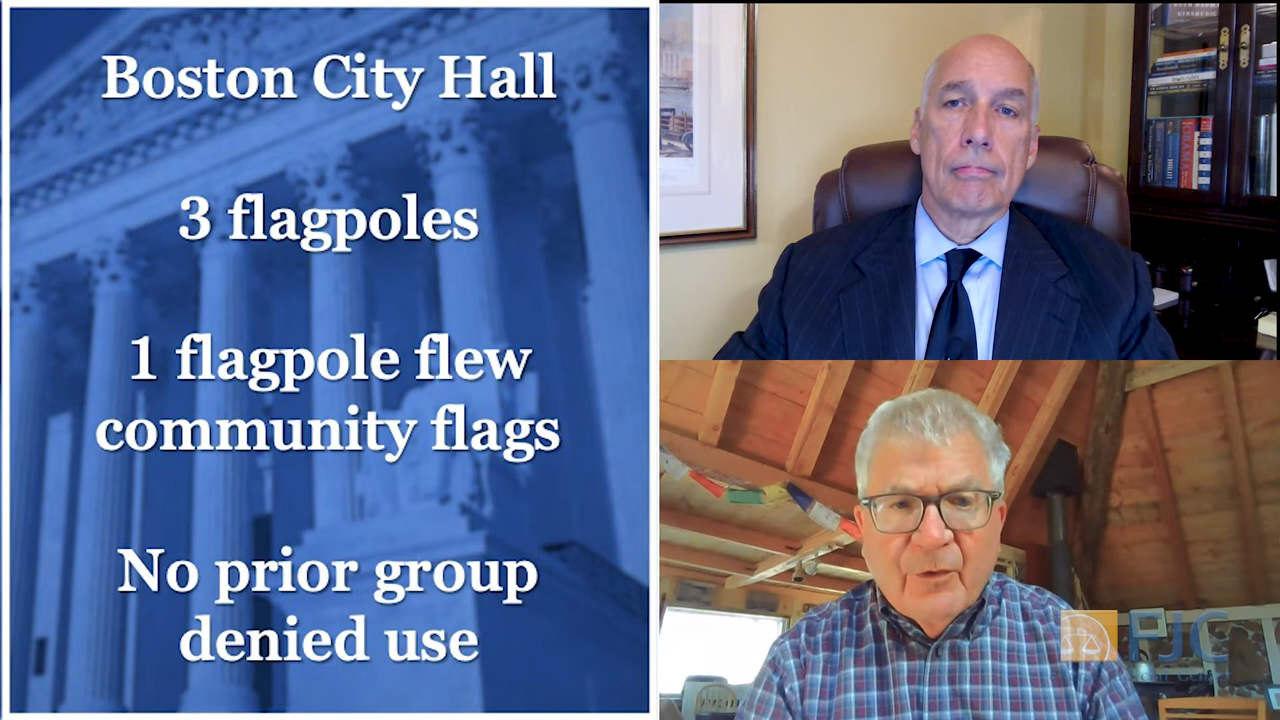 Boston City Hall
3 flagpoles
1 flagpole flew
community flags
No prior group
denied use
FJC